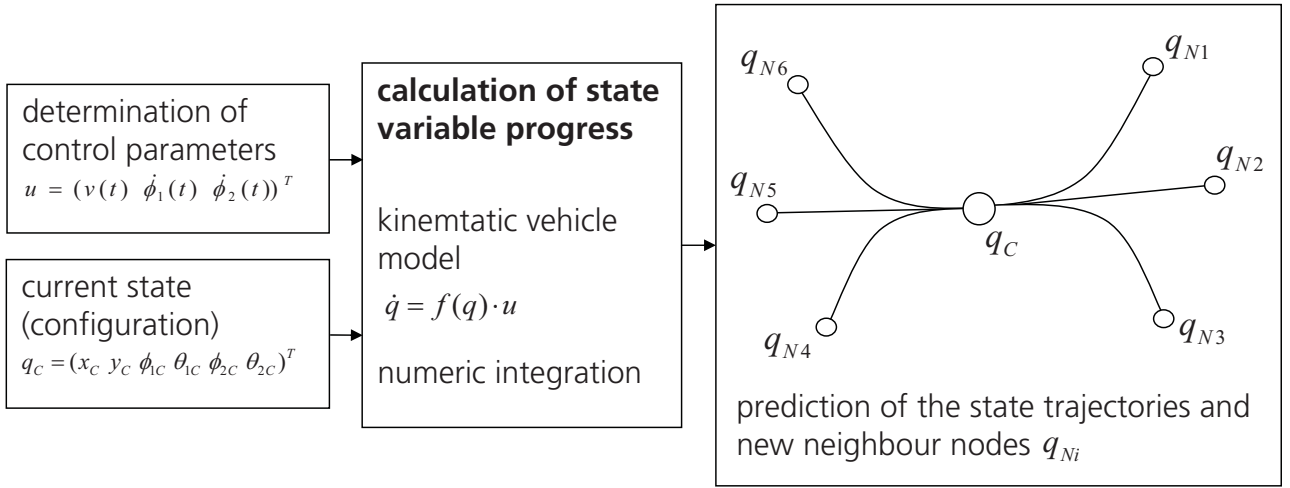 determination of
control parameters
u = (v(t) ϕ̇₁(t) ϕ̇₂(t))ᵀ
current state
(configuration)
q_C = (x_C y_C ϕ_1C θ_1C ϕ_2C θ_2C)ᵀ
calculation of state
variable progress
kinemtatic vehicle
model
q̇ = f(q)·u
numeric integration
q_N6
q_N1
q_N5
q_N2
q_C
q_N4
q_N3
prediction of the state trajectories and
new neighbour nodes q_Ni